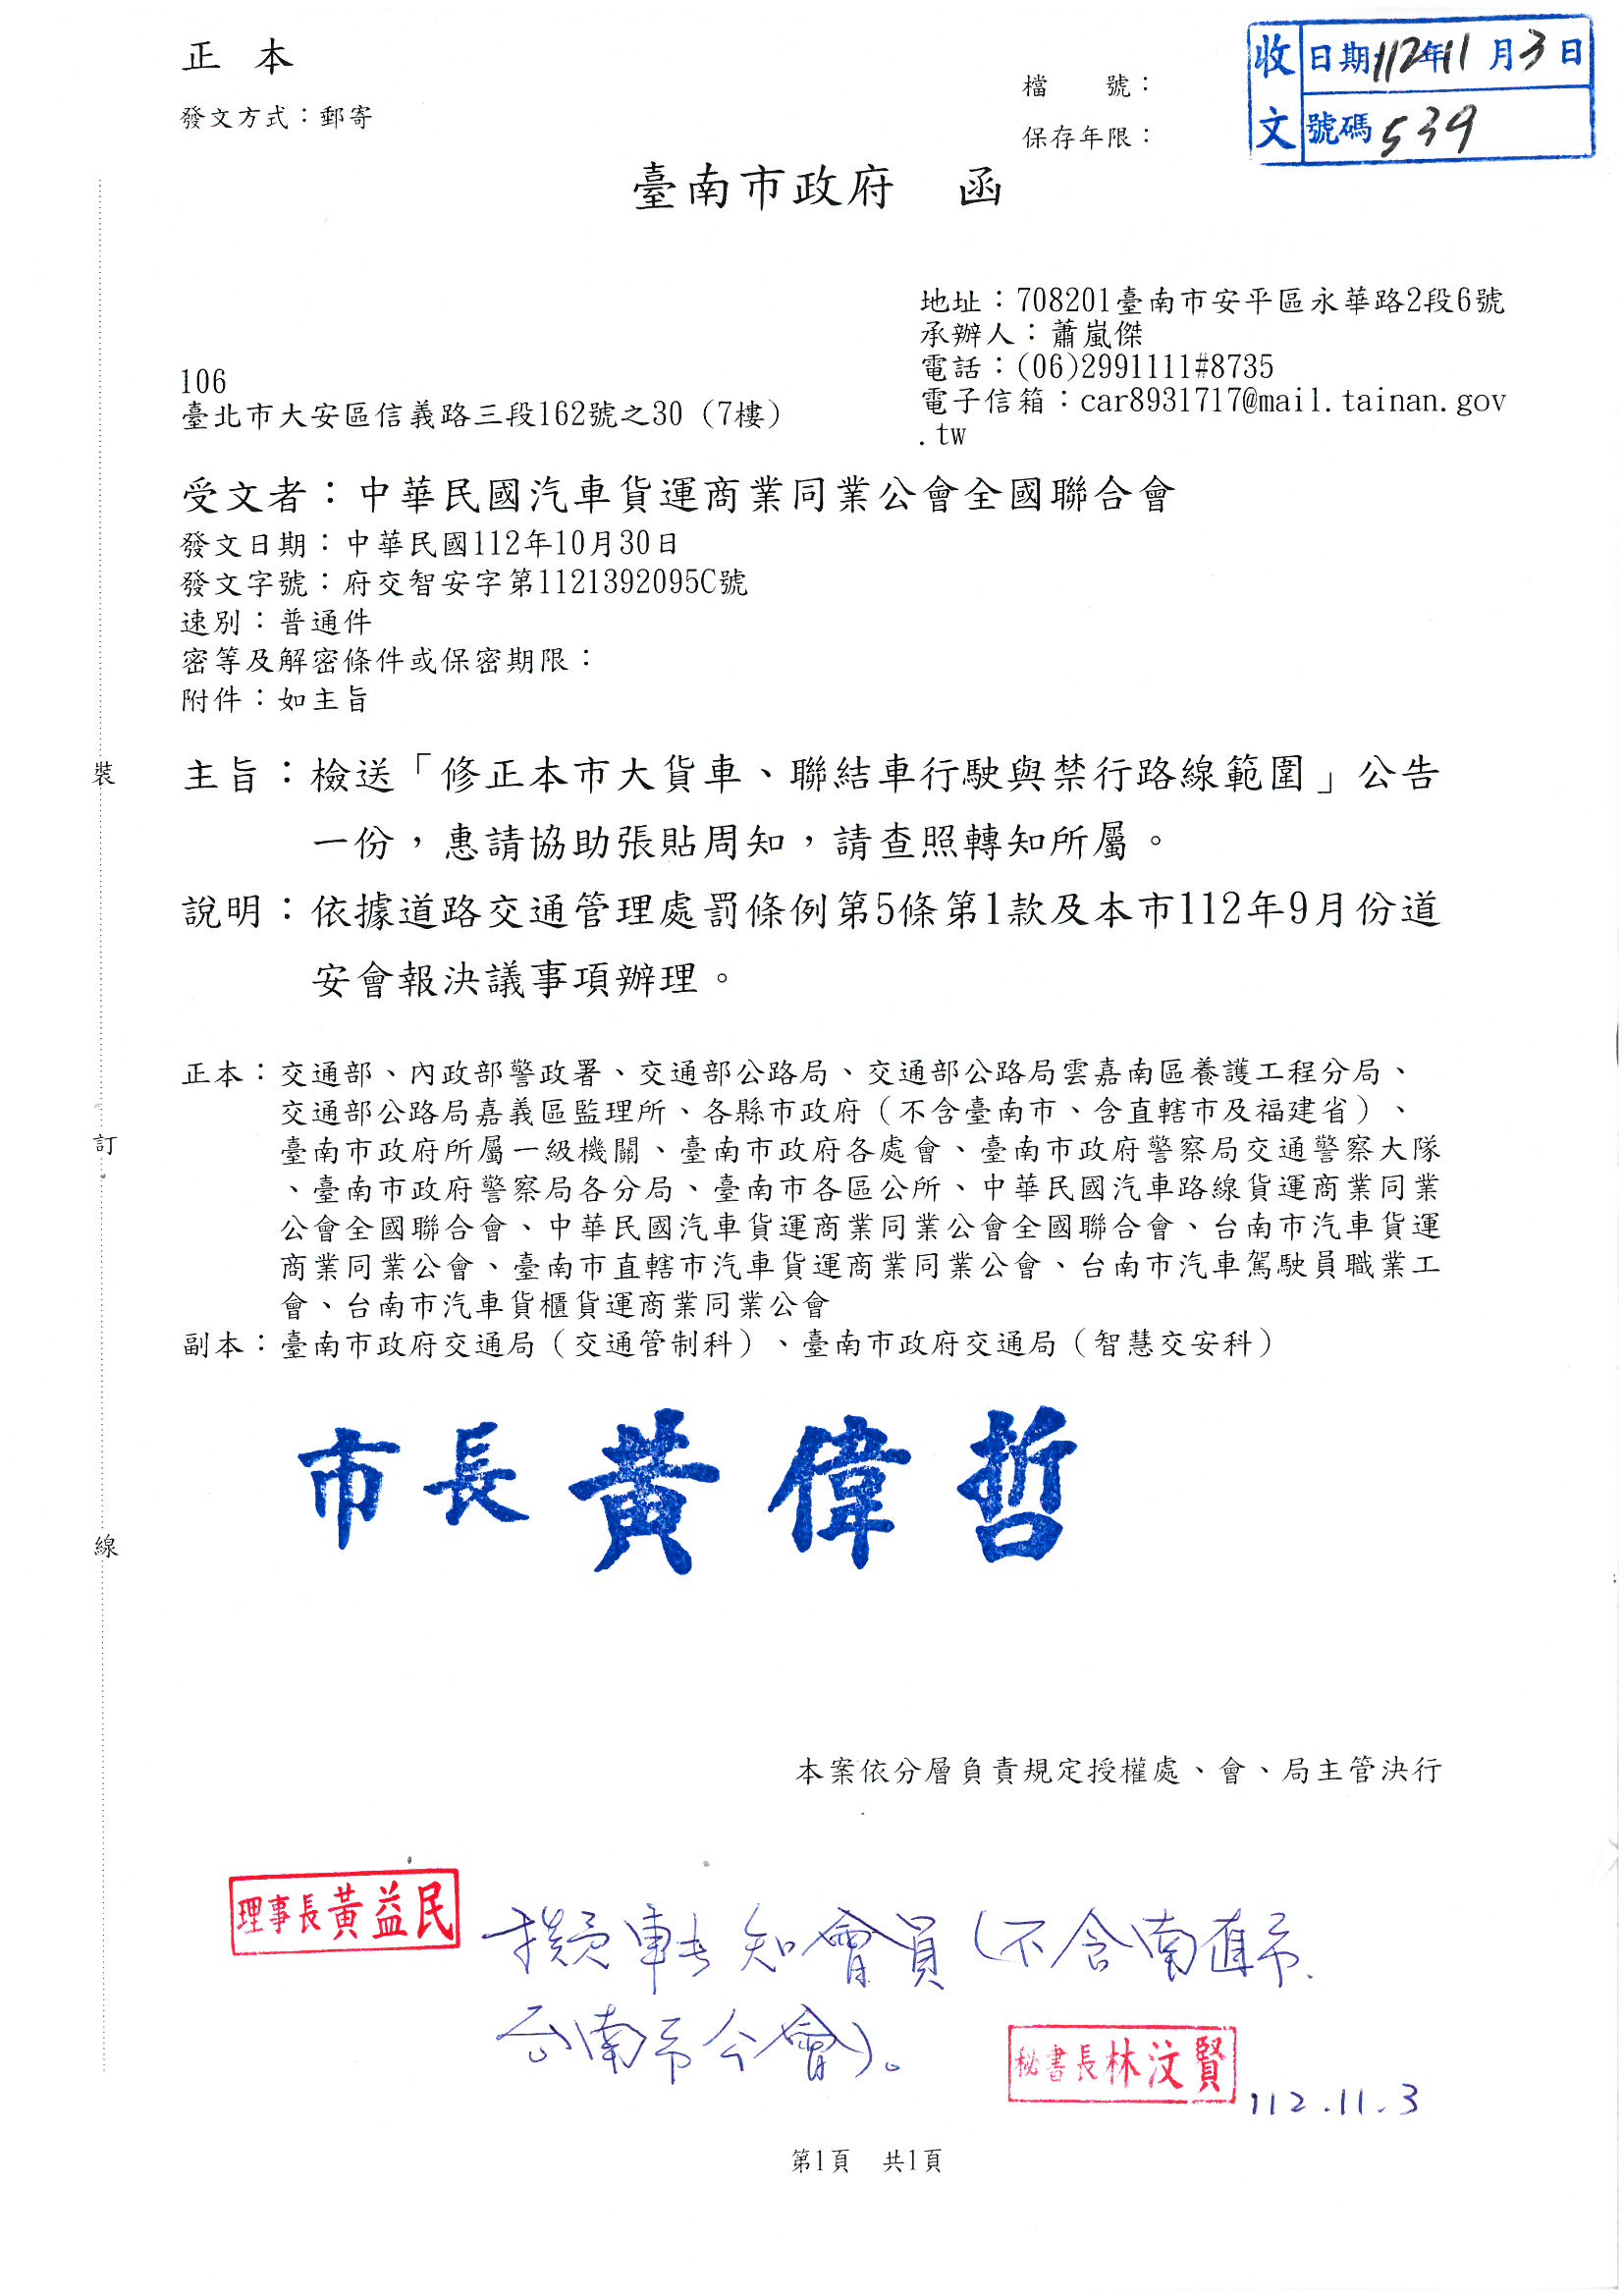 正本
發文方式：郵寄
檔　　號：
保存年限：
收文
日期112年11月3日
號碼539
臺南市政府　函
地址：708201臺南市安平區永華路2段6號
承辦人：蕭嵐傑
電話：(06)2991111#8735
電子信箱：car8931717@mail.tainan.gov
.tw
106
臺北市大安區信義路三段162號之30（7樓）
受文者：中華民國汽車貨運商業同業公會全國聯合會
發文日期：中華民國112年10月30日
發文字號：府交智安字第1121392095C號
速別：普通件
密等及解密條件或保密期限：
附件：如主旨
主旨：檢送「修正本市大貨車、聯結車行駛與禁行路線範圍」公告
一份，惠請協助張貼周知，請查照轉知所屬。
說明：依據道路交通管理處罰條例第5條第1款及本市112年9月份道
安會報決議事項辦理。
正本：交通部、內政部警政署、交通部公路局、交通部公路局雲嘉南區養護工程分局、
交通部公路局嘉義區監理所、各縣市政府（不含臺南市、含直轄市及福建省）、
臺南市政府所屬一級機關、臺南市政府各處會、臺南市政府警察局交通警察大隊
、臺南市政府警察局各分局、臺南市各區公所、中華民國汽車路線貨運商業同業
公會全國聯合會、中華民國汽車貨運商業同業公會全國聯合會、台南市汽車貨運
商業同業公會、臺南市直轄市汽車貨運商業同業公會、台南市汽車駕駛員職業工
會、台南市汽車貨櫃貨運商業同業公會
副本：臺南市政府交通局（交通管制科）、臺南市政府交通局（智慧交安科）
裝
訂
線
市長黃偉哲
本案依分層負責規定授權處、會、局主管決行
理事長黃益民
擬轉知會員(不含南直市、
台南市公會)。
秘書長林汶賢
112.11.3
第1頁　共1頁